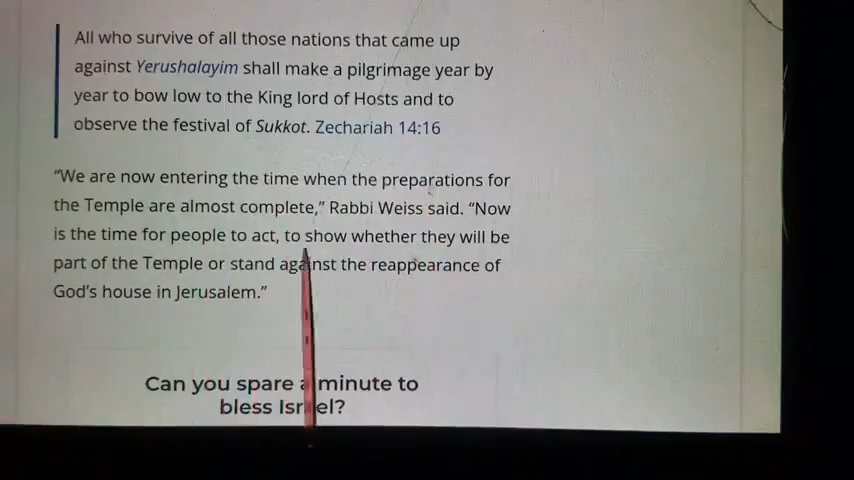 All who survive of all those nations that came up
against Yerushalayim shall make a pilgrimage year by
year to bow low to the King lord of Hosts and to
observe the festival of Sukkot. Zechariah 14:16
“We are now entering the time when the preparations for
the Temple are almost complete,” Rabbi Weiss said. “Now
is the time for people to act, to show whether they will be
part of the Temple or stand against the reappearance of
God’s house in Jerusalem.”
Can you spare a minute to
bless Israel?